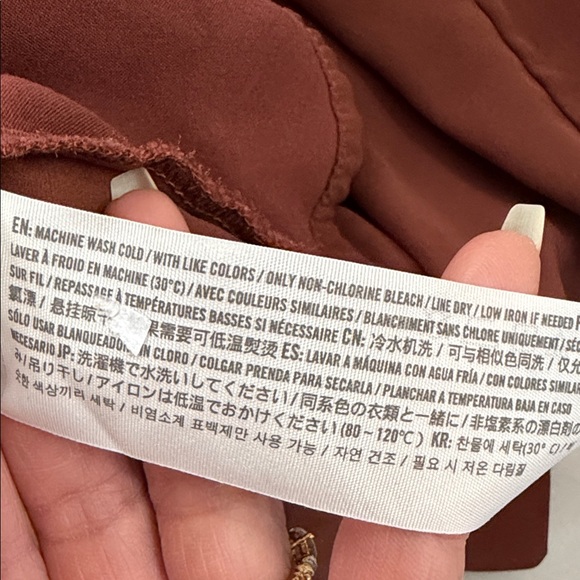 EN: MACHINE WASH COLD / WITH LIKE COLORS / ONLY NON-CHLORINE BLEACH / LINE DRY / LOW IRON IF NEEDED
LAVER À FROID EN MACHINE (30°C) / AVEC COULEURS SIMILAIRES / BLANCHIMENT SANS CHLORE UNIQUEMENT /
SUR FIL / REPASSAGE À TEMPÉRATURES BASSES SI NÉCESSAIRE CN: 冷水机洗 / 可与相似色同洗 /
氯漂 / 悬挂晾干 果需要可低温熨烫 ES: LAVAR A MÁQUINA CON AGUA FRÍA / CON COLORES
SÓLO USAR BLANQUEADOR SIN CLORO / COLGAR PRENDA PARA SECARLA / PLANCHAR A TEMPERATURA BAJA EN CASO
NECESARIO JP: 洗濯機で水洗いしてください / 同系色の衣類と一緒に / 非塩素系の漂白剤の
み / 吊り干し / アイロンは低温でおかけください (80~120℃) KR: 찬물에 세탁(30° C) /
색상끼리 세탁 / 비염소계 표백제만 사용 가능 / 자연 건조 / 필요 시 저온 다림질